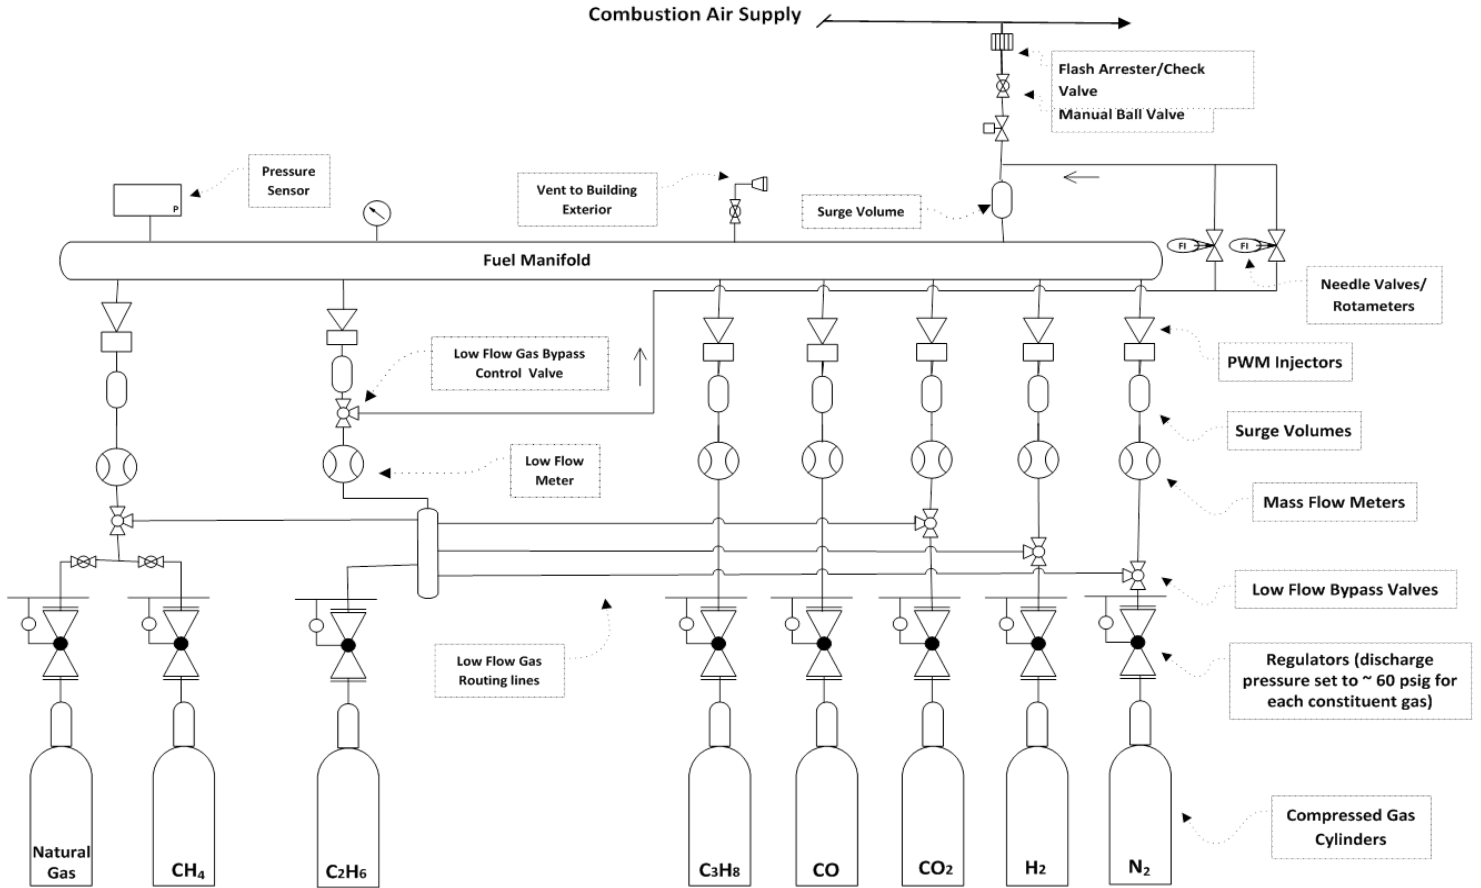 Combustion Air Supply
Flash Arrester/Check
Valve
Manual Ball Valve
Pressure
Sensor
P
Vent to Building
Exterior
Surge Volume
Fuel Manifold
FI
FI
Needle Valves/
Rotameters
Low Flow Gas Bypass
Control Valve
PWM Injectors
Surge Volumes
Low Flow
Meter
Mass Flow Meters
Low Flow Bypass Valves
Low Flow Gas
Routing lines
Regulators (discharge
pressure set to ~ 60 psig for
each constituent gas)
Compressed Gas
Cylinders
Natural
Gas
CH4
C2H6
C3H8
CO
CO2
H2
N2